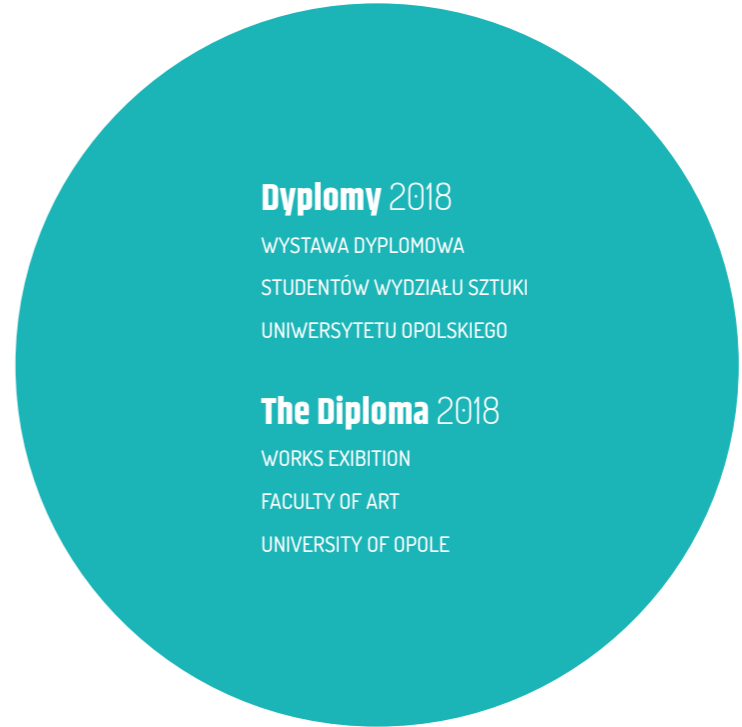 Dyplomy 2018
WYSTAWA DYPLOMOWA
STUDENTÓW WYDZIAŁU SZTUKI
UNIWERSYTETU OPOLSKIEGO
The Diploma 2018
WORKS EXIBITION
FACULTY OF ART
UNIVERSITY OF OPOLE